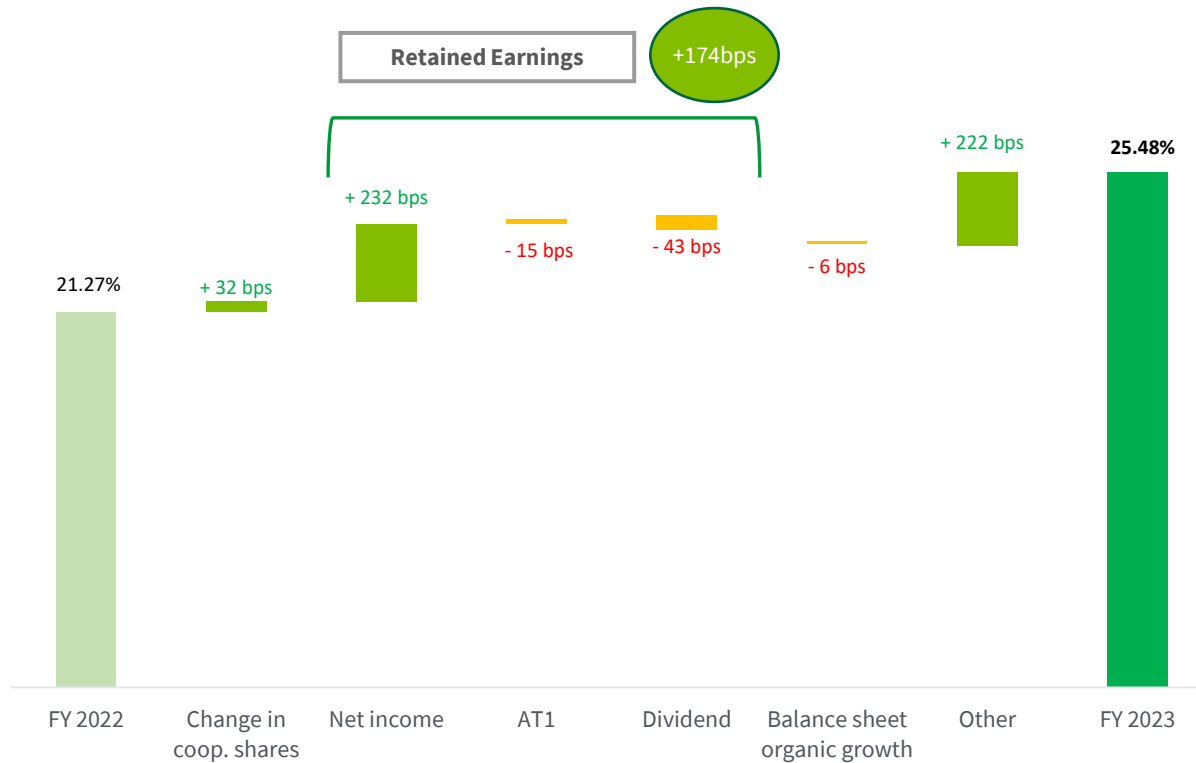 Retained Earnings
+174bps
+ 222 bps
25.48%
+ 232 bps
- 15 bps
- 43 bps
- 6 bps
21.27%
+ 32 bps
FY 2022
Change in
coop. shares
Net income
AT1
Dividend
Balance sheet
organic growth
Other
FY 2023